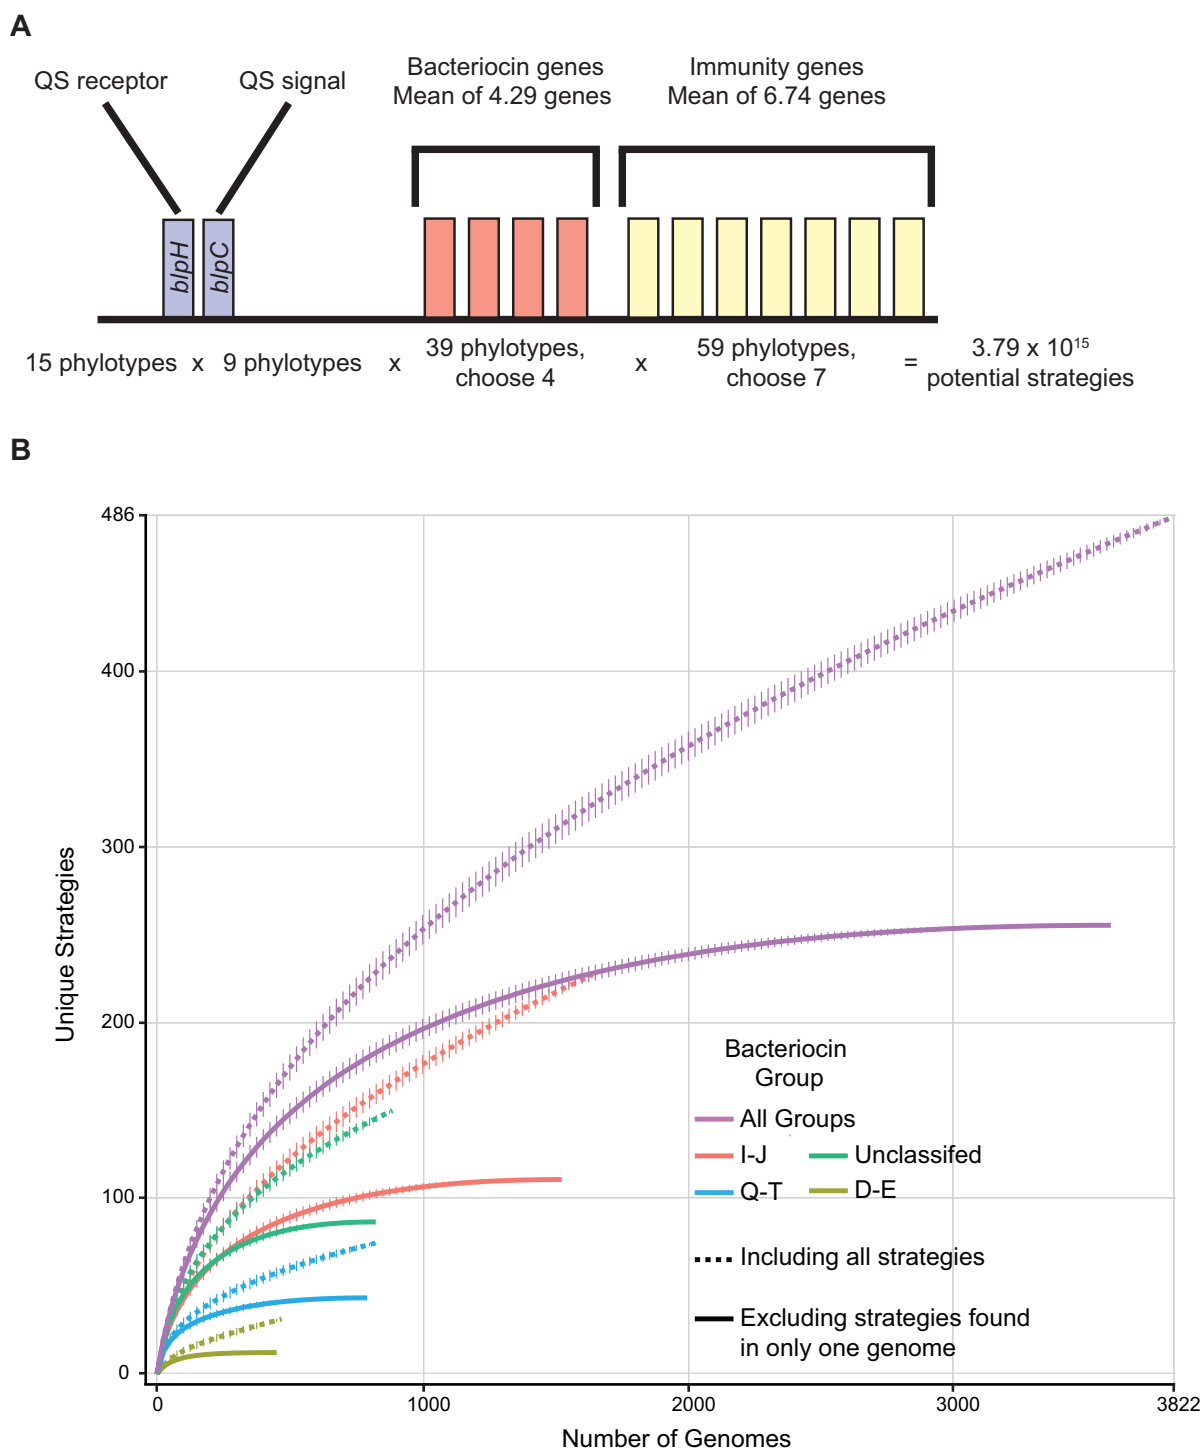 A
QS receptor
QS signal
Bacteriocin genes
Mean of 4.29 genes
Immunity genes
Mean of 6.74 genes
blpH
blpC
15 phylotypes x 9 phylotypes x 39 phylotypes, choose 4 x 59 phylotypes, choose 7 = 3.79 x 10¹⁵ potential strategies
B
486
400
300
200
100
0
Unique Strategies
0
1000
2000
3000
3822
Number of Genomes
Bacteriocin
Group
All Groups
I-J
Unclassifed
Q-T
D-E
Including all strategies
Excluding strategies found
in only one genome